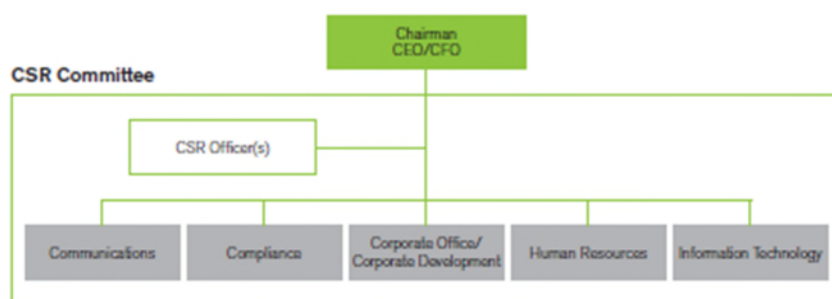 Chairman
CEO/CFO
CSR Committee
CSR Officer(s)
Communications
Compliance
Corporate Office/
Corporate Development
Human Resources
Information Technology